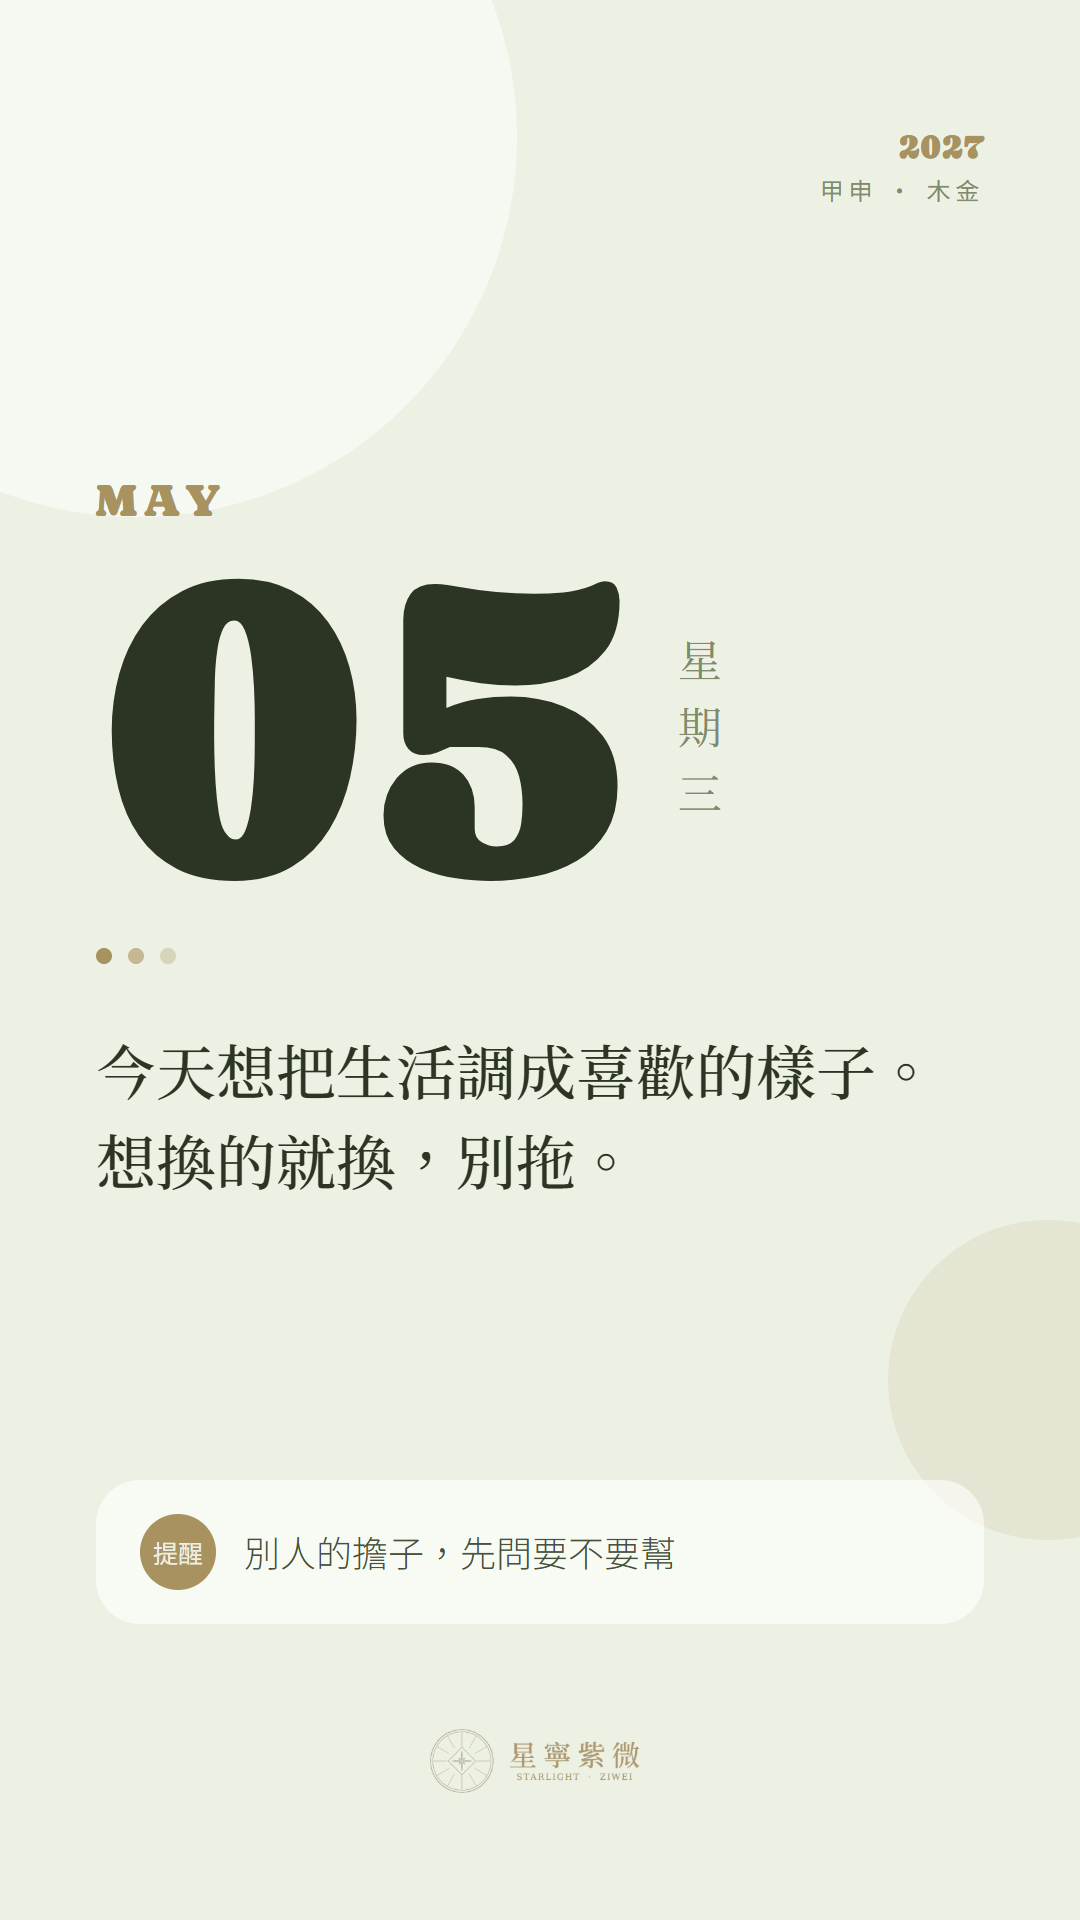 2027
甲申 · 木金
MAY
05
星期三
今天想把生活調成喜歡的樣子。
想換的就換，別拖。
提醒
別人的擔子，先問要不要幫
星寧紫微
STARLIGHT · ZIWEI